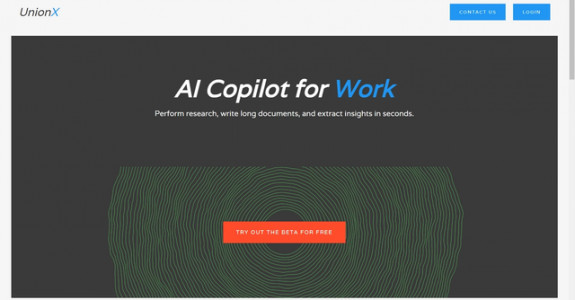 UnionX
CONTACT US
LOGIN
AI Copilot for Work
Perform research, write long documents, and extract insights in seconds.
TRY OUT THE BETA FOR FREE